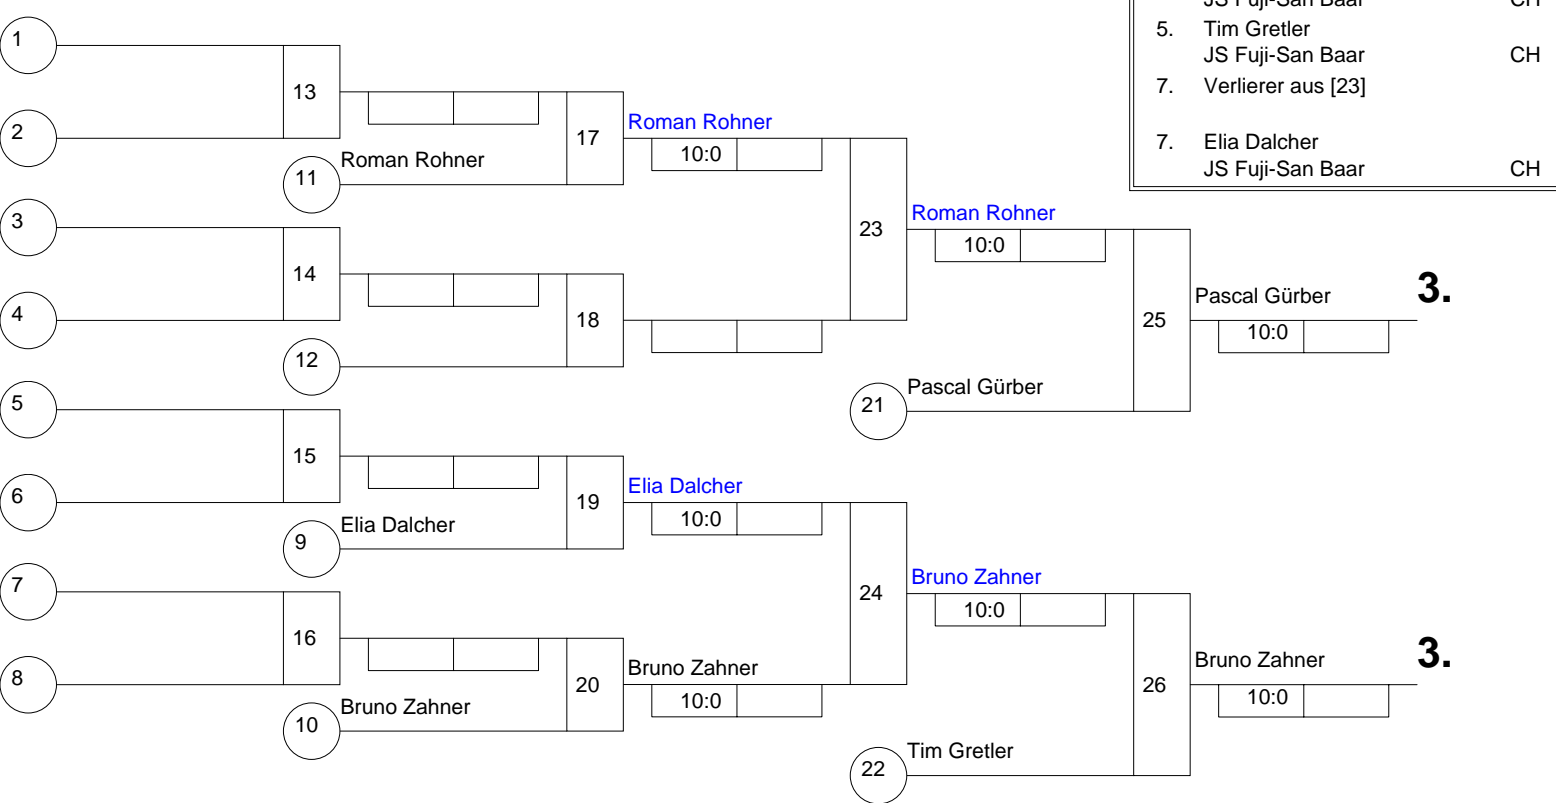 JS Fuji-San Baar CH
5. Tim Gretler
JS Fuji-San Baar CH
7. Verlierer aus [23]
7. Elia Dalcher
JS Fuji-San Baar CH
1
13
2
17
Roman Rohner
10:0
Roman Rohner
11
3
23
Roman Rohner
10:0
14
4
18
12
25
Pascal Gürber
3.
10:0
5
21
Pascal Gürber
15
6
19
Elia Dalcher
10:0
Elia Dalcher
9
7
24
Bruno Zahner
10:0
16
8
20
Bruno Zahner
10:0
Bruno Zahner
10
26
Bruno Zahner
3.
10:0
22
Tim Gretler